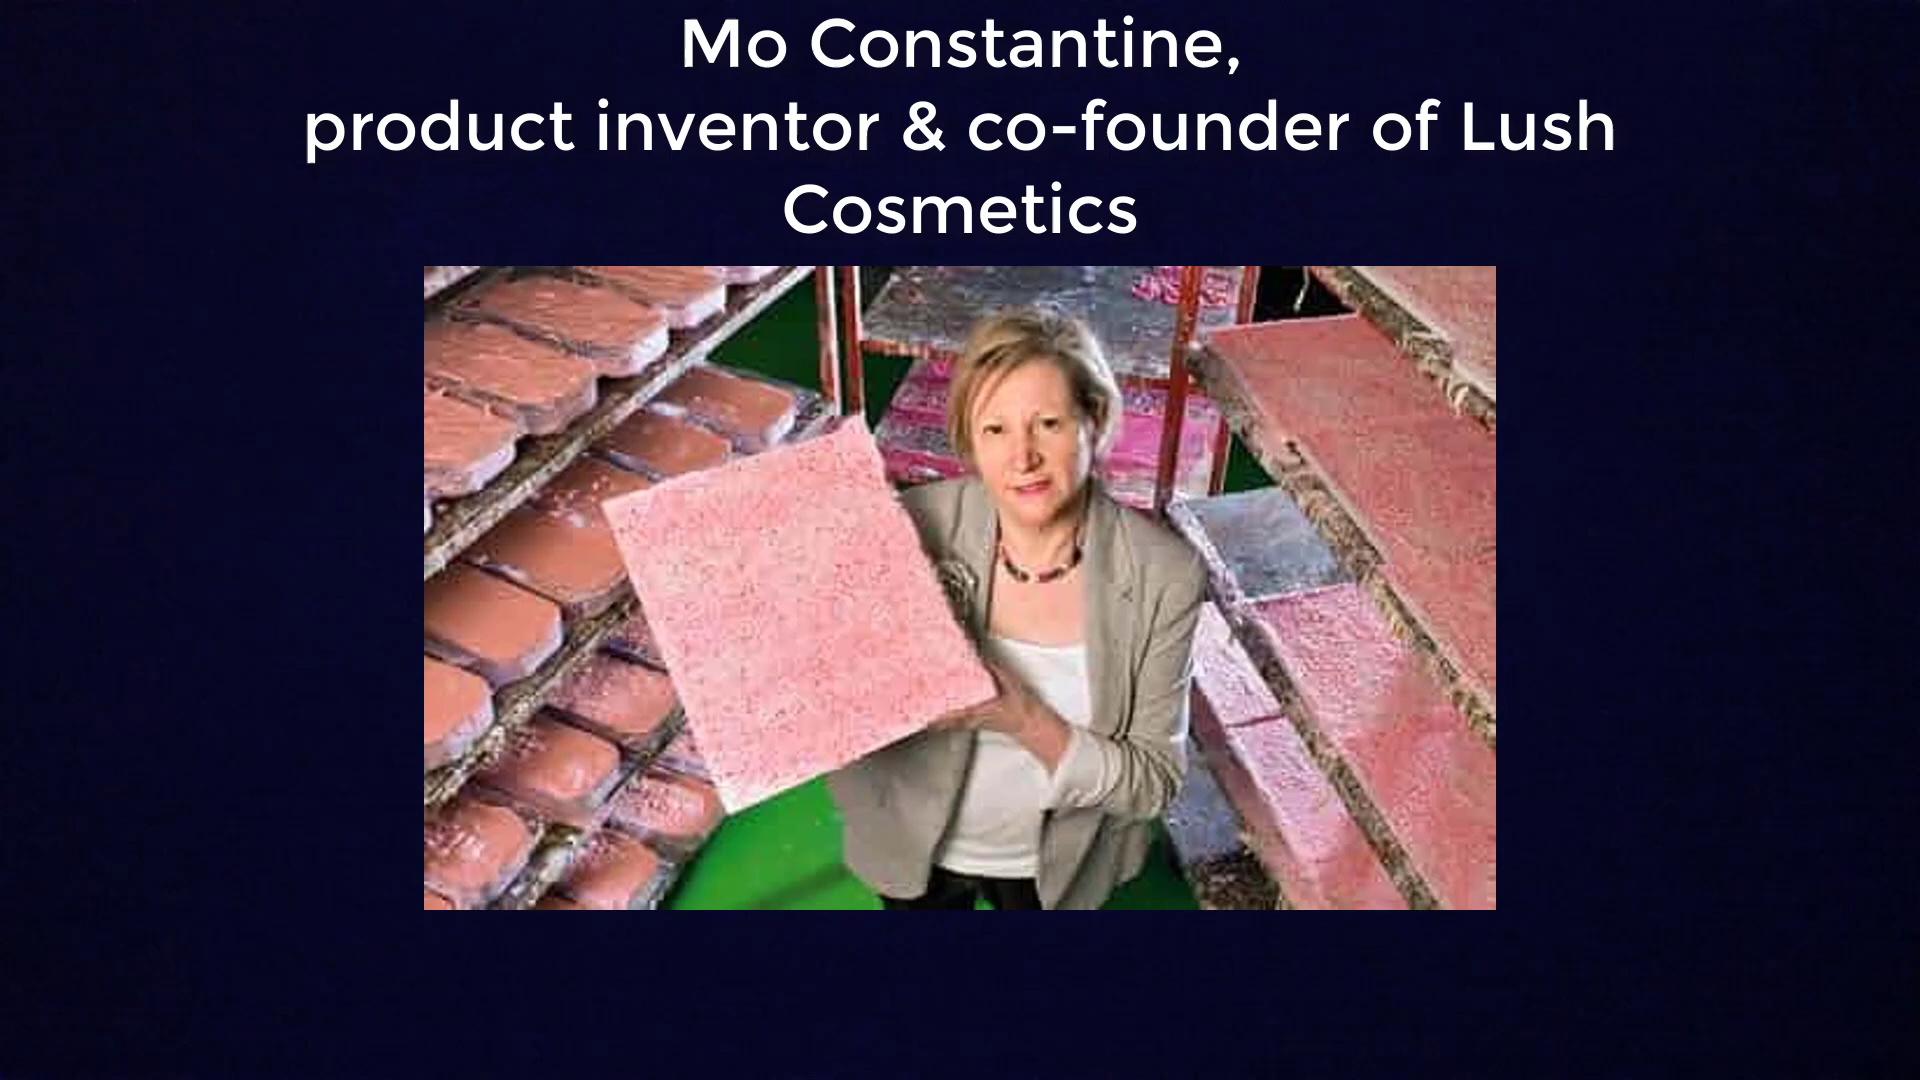 Mo Constantine,
product inventor & co-founder of Lush
Cosmetics